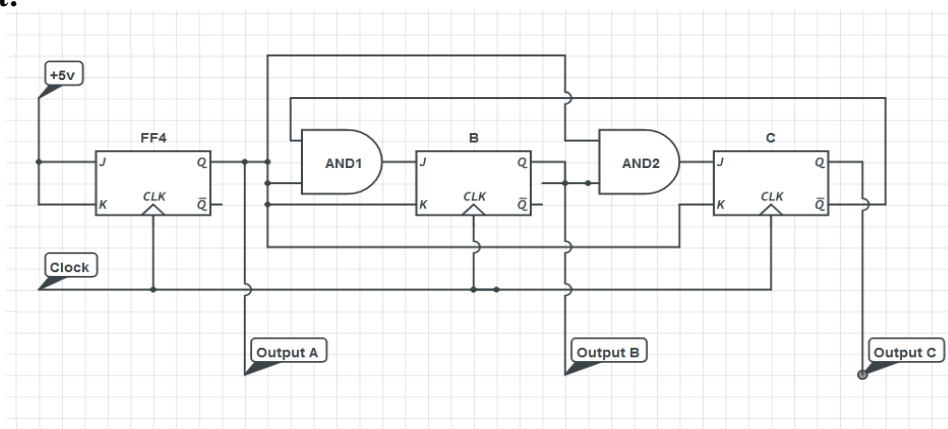 +5v
FF4
B
C
J
Q
AND1
J
Q
AND2
J
Q
K
CLK
Q̅
K
CLK
Q̅
K
CLK
Q̅
Clock
Output A
Output B
Output C